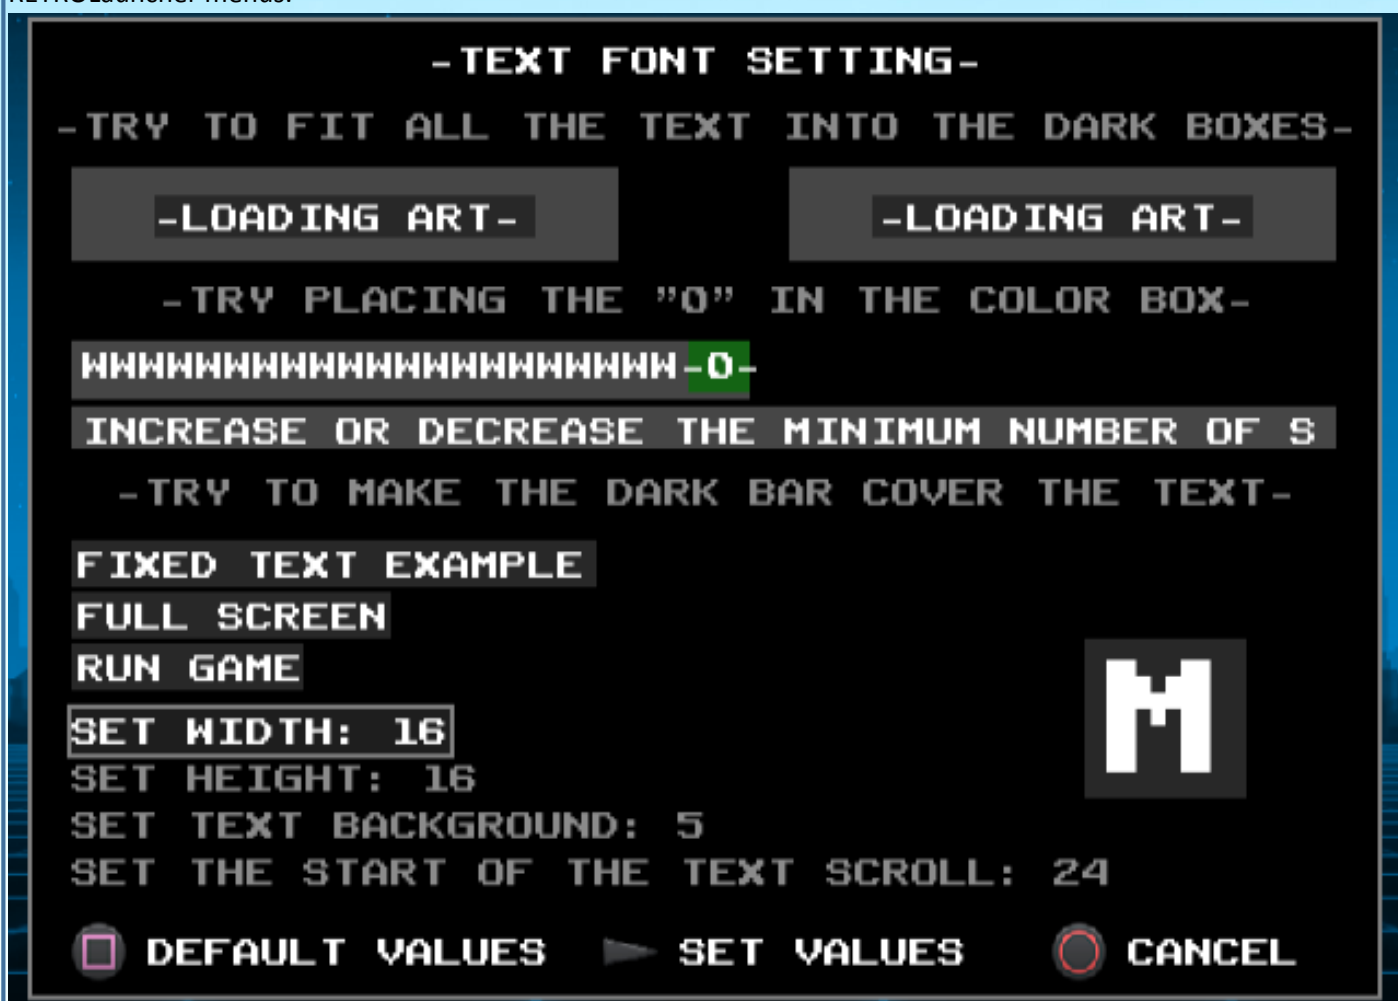 RETROLauncher menus.
-TEXT FONT SETTING-
-TRY TO FIT ALL THE TEXT INTO THE DARK BOXES-
-LOADING ART- -LOADING ART-
-TRY PLACING THE "O" IN THE COLOR BOX-
WWWWWWWWWWWWWWWWWWWWW-O-
INCREASE OR DECREASE THE MINIMUM NUMBER OF S
-TRY TO MAKE THE DARK BAR COVER THE TEXT-
FIXED TEXT EXAMPLE
FULL SCREEN
RUN GAME
M
SET WIDTH: 16
SET HEIGHT: 16
SET TEXT BACKGROUND: 5
SET THE START OF THE TEXT SCROLL: 24
DEFAULT VALUES SET VALUES CANCEL